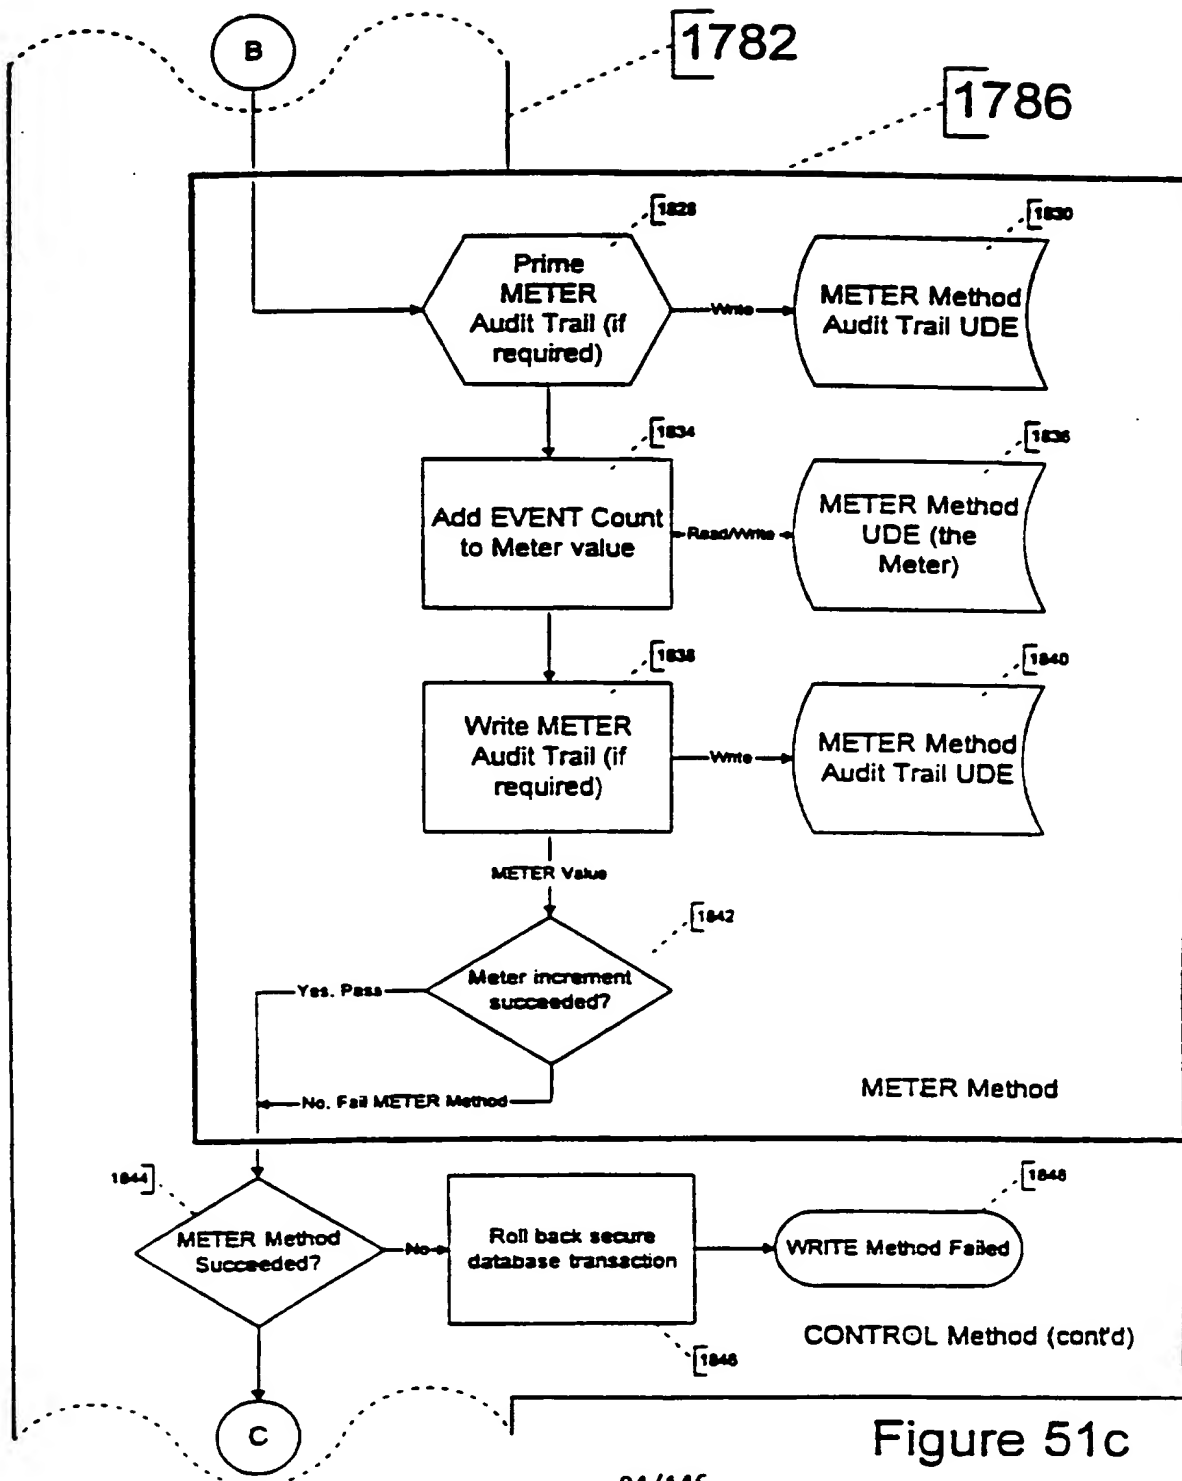 B
1782
1786
1828
1830
Prime
METER
Audit Trail (if
required)
Write
METER Method
Audit Trail UDE
1834
1836
Add EVENT Count
to Meter value
Read/Write
METER Method
UDE (the
Meter)
1838
1840
Write METER
Audit Trail (if
required)
Write
METER Method
Audit Trail UDE
METER Value
1842
Meter increment
succeeded?
Yes. Pass
No. Fail METER Method
METER Method
1844
1848
METER Method
Succeeded?
No
Roll back secure
database transaction
WRITE Method Failed
1846
CONTROL Method (cont'd)
C
Figure 51c